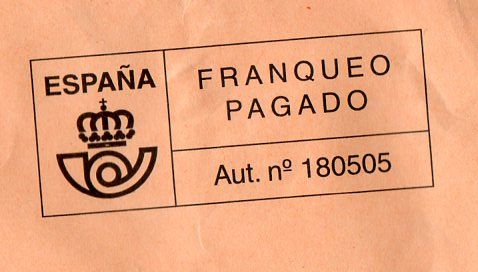 ESPAÑA
FRANQUEO
PAGADO
Aut. nº 180505